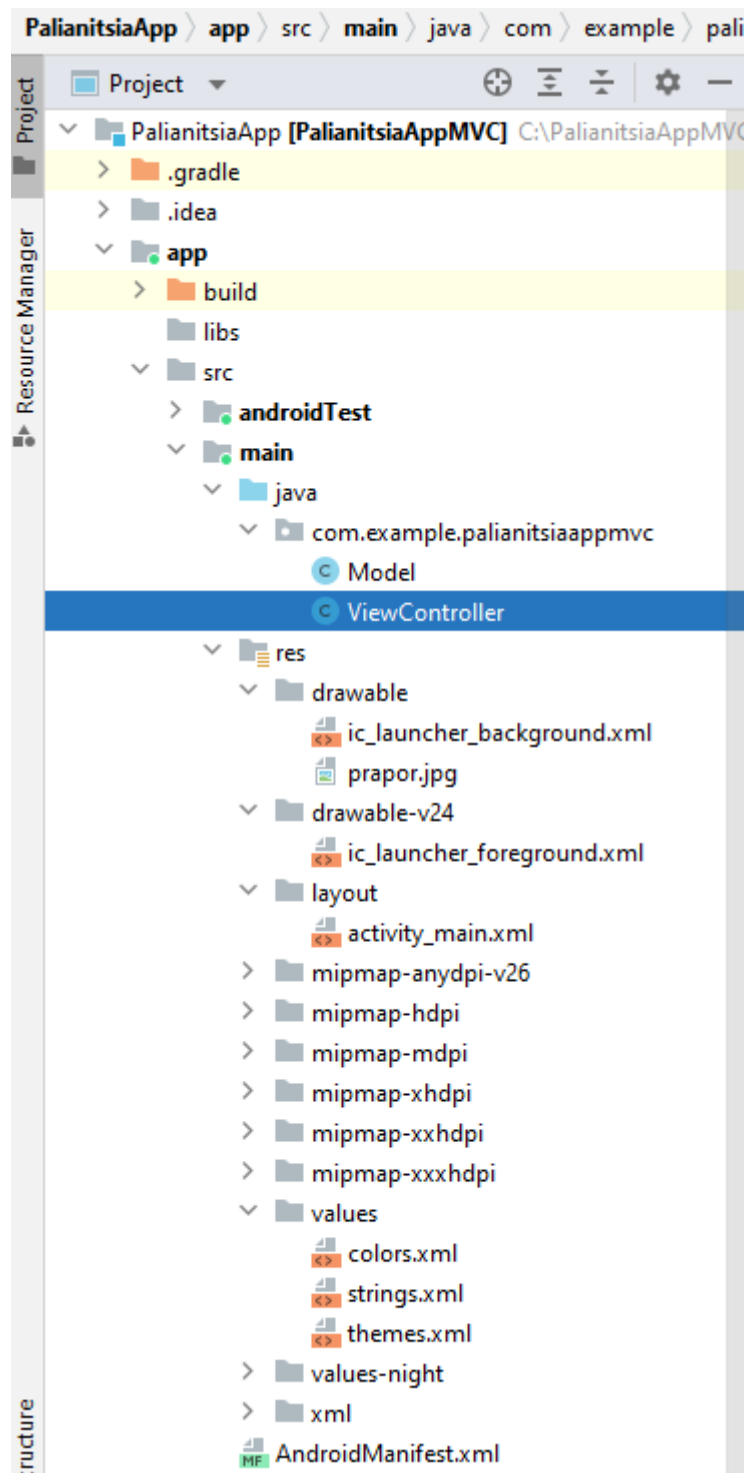 PalianitsiaApp > app > src > main > java > com > example > pali
Project
PalianitsiaApp [PalianitsiaAppMVC] C:\PalianitsiaAppMVC
.gradle
.idea
app
build
libs
src
androidTest
main
java
com.example.palianitsiaappmvc
C Model
C ViewController
res
drawable
ic_launcher_background.xml
prapor.jpg
drawable-v24
ic_launcher_foreground.xml
layout
activity_main.xml
mipmap-anydpi-v26
mipmap-hdpi
mipmap-mdpi
mipmap-xhdpi
mipmap-xxhdpi
mipmap-xxxhdpi
values
colors.xml
strings.xml
themes.xml
values-night
xml
MF AndroidManifest.xml
Project
Resource Manager
ructure